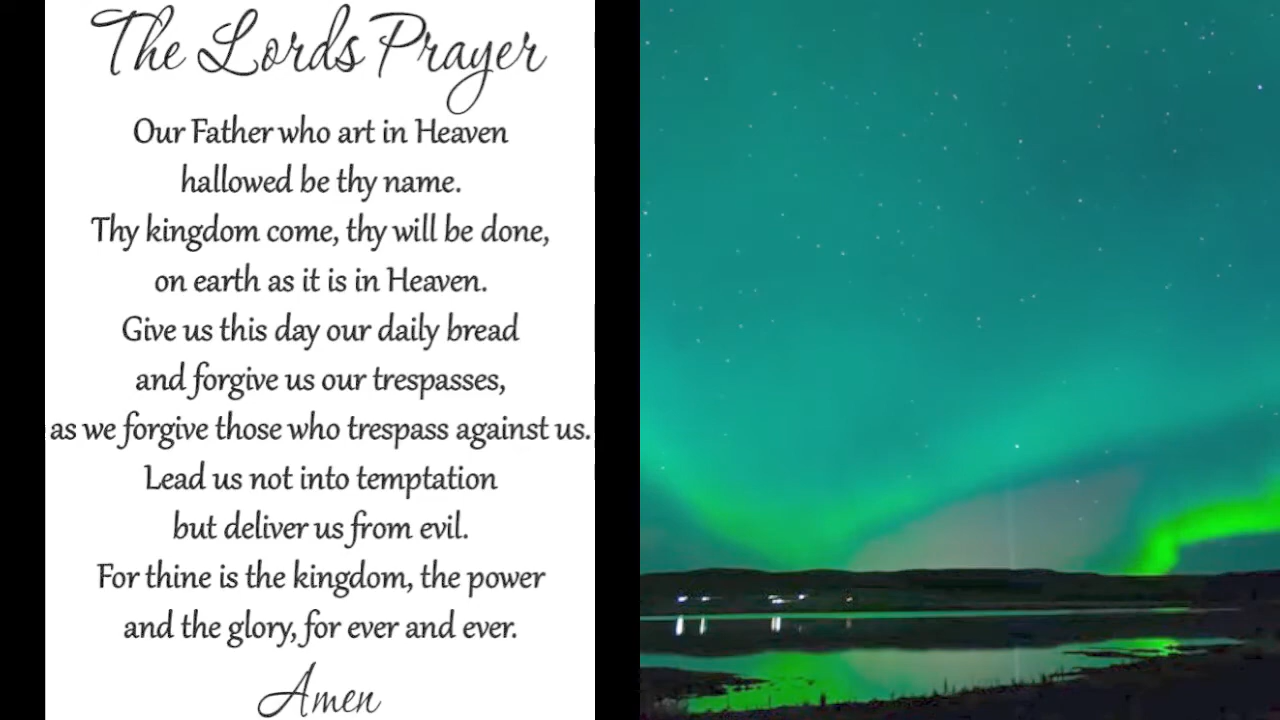 The Lords Prayer
Our Father who art in Heaven
hallowed be thy name.
Thy kingdom come, thy will be done,
on earth as it is in Heaven.
Give us this day our daily bread
and forgive us our trespasses,
as we forgive those who trespass against us.
Lead us not into temptation
but deliver us from evil.
For thine is the kingdom, the power
and the glory, for ever and ever.
Amen